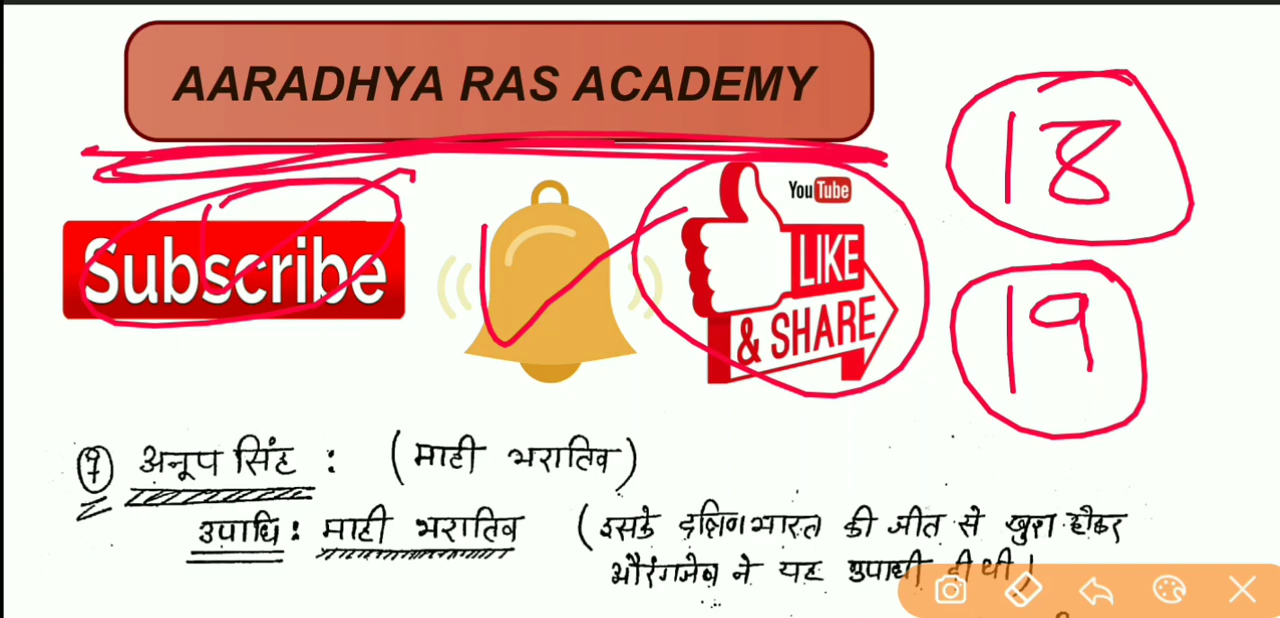 AARADHYA RAS ACADEMY
18
Subscribe
YouTube
LIKE
& SHARE
19
७ अनूप सिंह : (माही भरातिव)
उपाधि : माही भरातिव (इसके दक्षिण भारत की जीत से खुश होकर
औरंगजेब ने यह उपाधी दी थी।